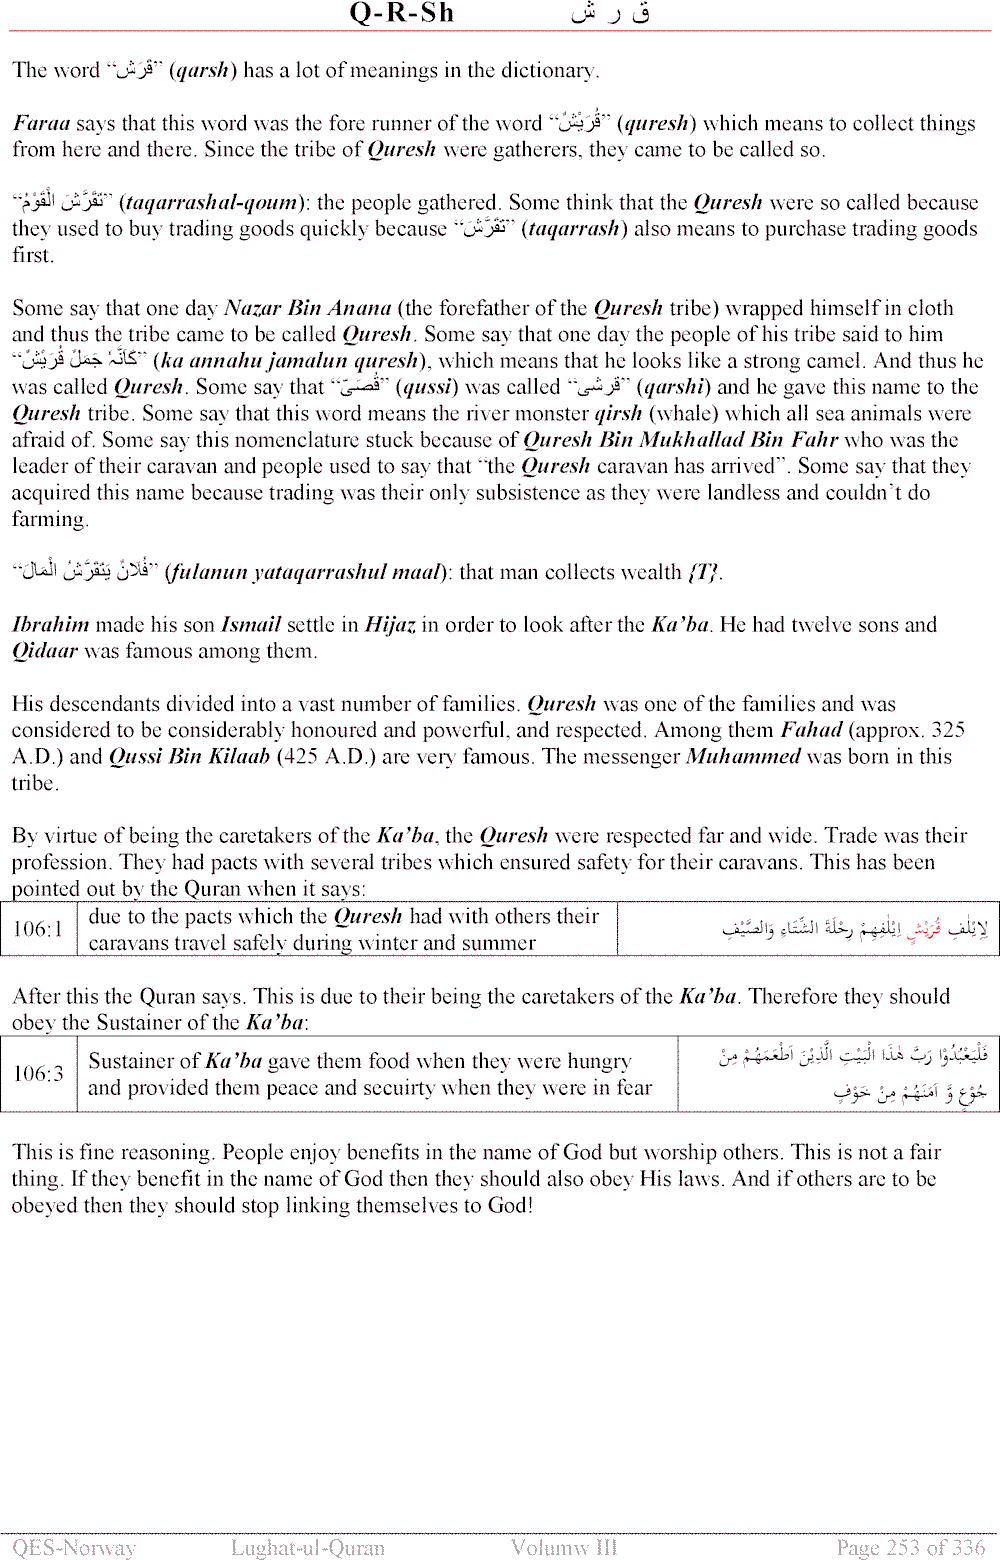 Q-R-Sh ق ر ش
The word “قَرْش” (qarsh) has a lot of meanings in the dictionary.
Faraa says that this word was the fore runner of the word “قُرَيْشٌ” (quresh) which means to collect things
from here and there. Since the tribe of Quresh were gatherers, they came to be called so.
“تَقَرَّشَ الْقَوْمُ” (taqarrashal-qoum): the people gathered. Some think that the Quresh were so called because
they used to buy trading goods quickly because “تَقَرَّشَ” (taqarrash) also means to purchase trading goods
first.
Some say that one day Nazar Bin Anana (the forefather of the Quresh tribe) wrapped himself in cloth
and thus the tribe came to be called Quresh. Some say that one day the people of his tribe said to him
“كَاَنَّہٗ جَمَلٌ قُرَيْشٌ” (ka annahu jamalun quresh), which means that he looks like a strong camel. And thus he
was called Quresh. Some say that “قُصَیّ” (qussi) was called “قرشی” (qarshi) and he gave this name to the
Quresh tribe. Some say that this word means the river monster qirsh (whale) which all sea animals were
afraid of. Some say this nomenclature stuck because of Quresh Bin Mukhallad Bin Fahr who was the
leader of their caravan and people used to say that “the Quresh caravan has arrived”. Some say that they
acquired this name because trading was their only subsistence as they were landless and couldn’t do
farming.
“فُلَانٌ يَتَقَرَّشُ الْمَالَ” (fulanun yataqarrashul maal): that man collects wealth {T}.
Ibrahim made his son Ismail settle in Hijaz in order to look after the Ka’ba. He had twelve sons and
Qidaar was famous among them.
His descendants divided into a vast number of families. Quresh was one of the families and was
considered to be considerably honoured and powerful, and respected. Among them Fahad (approx. 325
A.D.) and Qussi Bin Kilaab (425 A.D.) are very famous. The messenger Muhammed was born in this
tribe.
By virtue of being the caretakers of the Ka’ba, the Quresh were respected far and wide. Trade was their
profession. They had pacts with several tribes which ensured safety for their caravans. This has been
pointed out by the Quran when it says:
106:1
due to the pacts which the Quresh had with others their
caravans travel safely during winter and summer
لِاِيْلٰفِ قُرَيْشٍ اِيْلٰفِهِمْ رِحْلَةَ الشِّتَاءِ وَالصَّيْفِ
After this the Quran says. This is due to their being the caretakers of the Ka’ba. Therefore they should
obey the Sustainer of the Ka’ba:
106:3
Sustainer of Ka’ba gave them food when they were hungry
and provided them peace and secuirty when they were in fear
فَلْيَعْبُدُوْا رَبَّ هٰذَا الْبَيْتِ الَّذِيْنَ اَطْعَمَهُمْ مِنْ
جُوْعٍ وَّ اٰمَنَهُمْ مِنْ خَوْفٍ
This is fine reasoning. People enjoy benefits in the name of God but worship others. This is not a fair
thing. If they benefit in the name of God then they should also obey His laws. And if others are to be
obeyed then they should stop linking themselves to God!
QES-Norway Lughat-ul-Quran Volumw III Page 253 of 336